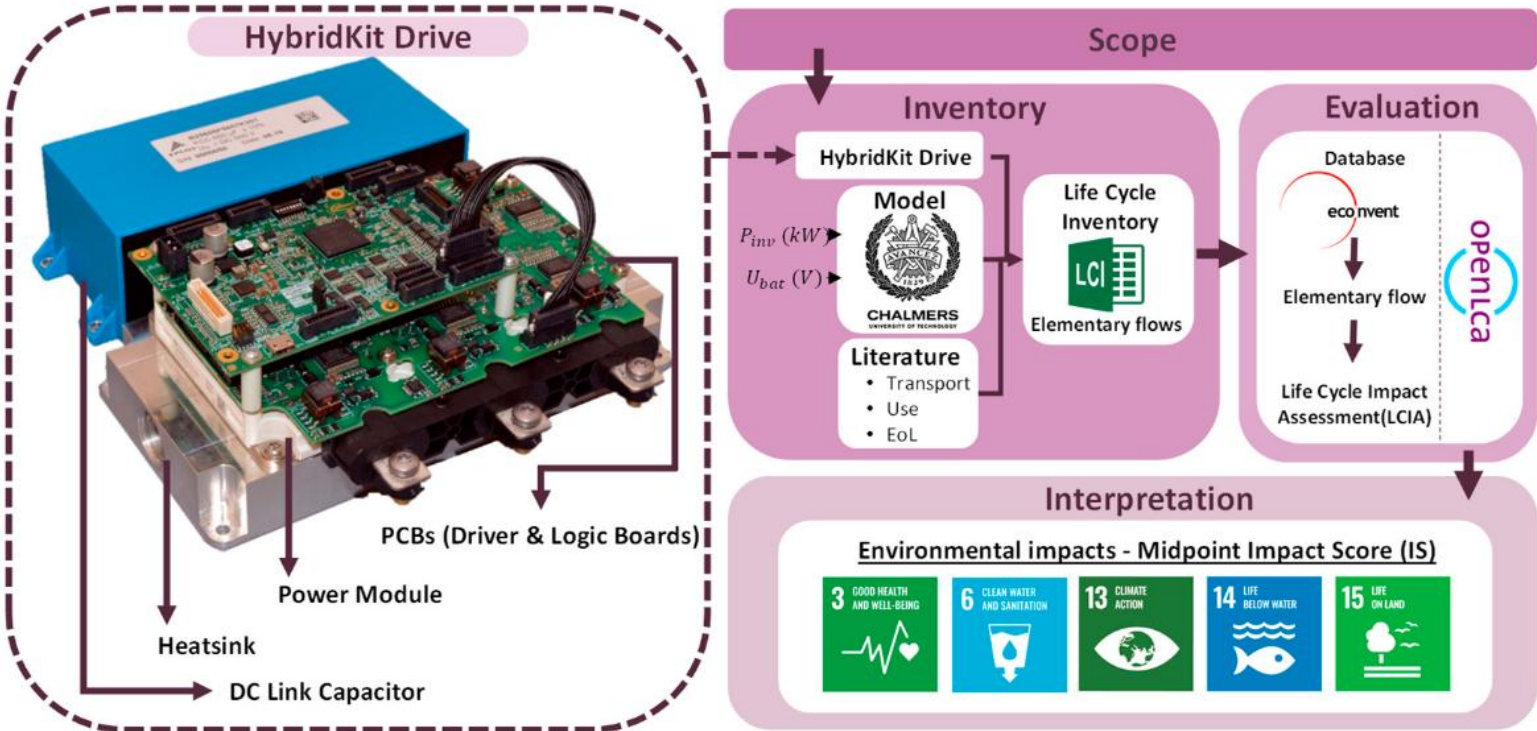 HybridKit Drive
PCBs (Driver & Logic Boards)
Power Module
Heatsink
DC Link Capacitor
Scope
Inventory
HybridKit Drive
Model
P_inv (kW)
U_bat (V)
AVANCEZ
1829
CHALMERS
UNIVERSITY OF TECHNOLOGY
Literature
• Transport
• Use
• EoL
Life Cycle
Inventory
LCI
Elementary flows
Evaluation
Database
ecoinvent
Elementary flow
Life Cycle Impact
Assessment(LCIA)
openLCA
Interpretation
Environmental impacts - Midpoint Impact Score (IS)
3 GOOD HEALTH
AND WELL-BEING
6 CLEAN WATER
AND SANITATION
13 CLIMATE
ACTION
14 LIFE
BELOW WATER
15 LIFE
ON LAND